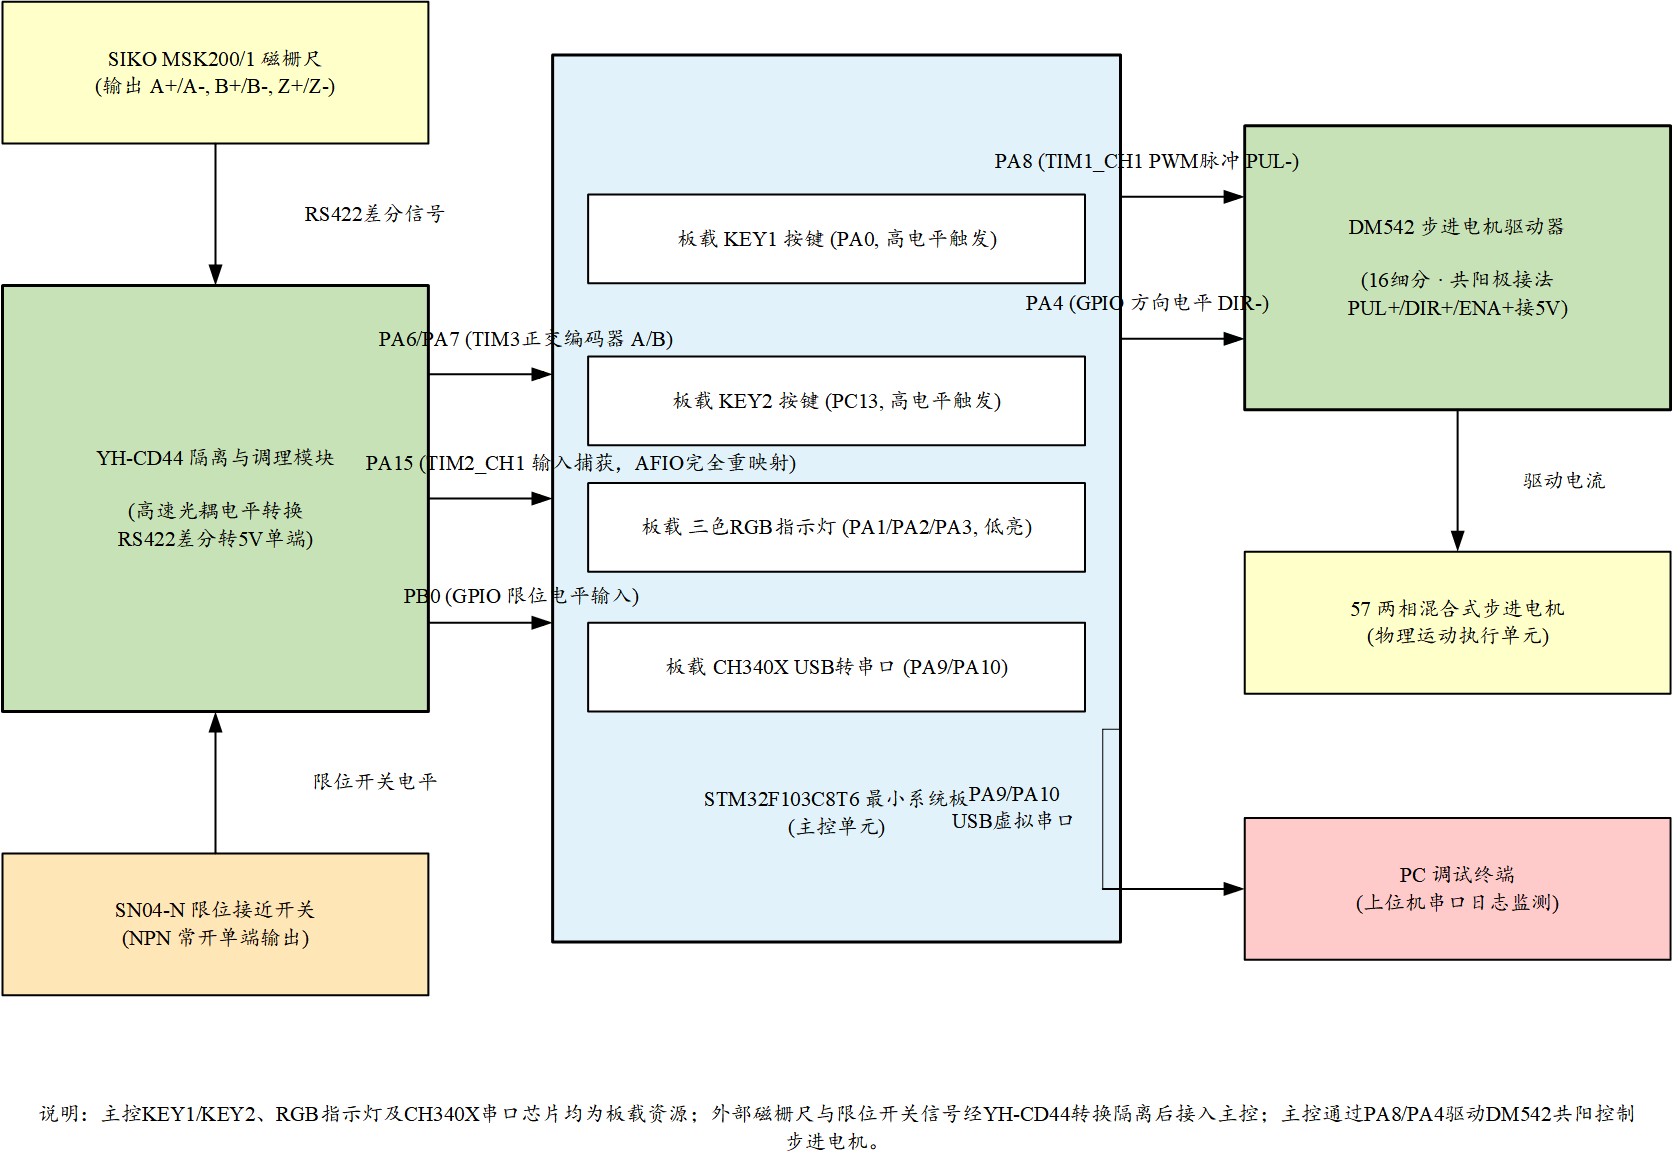 SIKO MSK200/1 磁栅尺
(输出 A+/A-, B+/B-, Z+/Z-)
RS422差分信号
YH-CD44 隔离与调理模块
(高速光耦电平转换
RS422差分转5V单端)
限位开关电平
SN04-N 限位接近开关
(NPN 常开单端输出)
PA6/PA7 (TIM3正交编码器 A/B)
PA15 (TIM2_CH1 输入捕获，AFIO完全重映射)
PB0 (GPIO 限位电平输入)
板载 KEY1 按键 (PA0, 高电平触发)
板载 KEY2 按键 (PC13, 高电平触发)
板载 三色RGB指示灯 (PA1/PA2/PA3, 低亮)
板载 CH340X USB转串口 (PA9/PA10)
STM32F103C8T6 最小系统板
(主控单元)
PA9/PA10
USB虚拟串口
PA8 (TIM1_CH1 PWM脉冲 PUL-)
PA4 (GPIO 方向电平 DIR-)
DM542 步进电机驱动器
(16细分 · 共阳极接法
PUL+/DIR+/ENA+接5V)
驱动电流
57 两相混合式步进电机
(物理运动执行单元)
PC 调试终端
(上位机串口日志监测)
说明：主控KEY1/KEY2、RGB指示灯及CH340X串口芯片均为板载资源；外部磁栅尺与限位开关信号经YH-CD44转换隔离后接入主控；主控通过PA8/PA4驱动DM542共阳控制
步进电机。